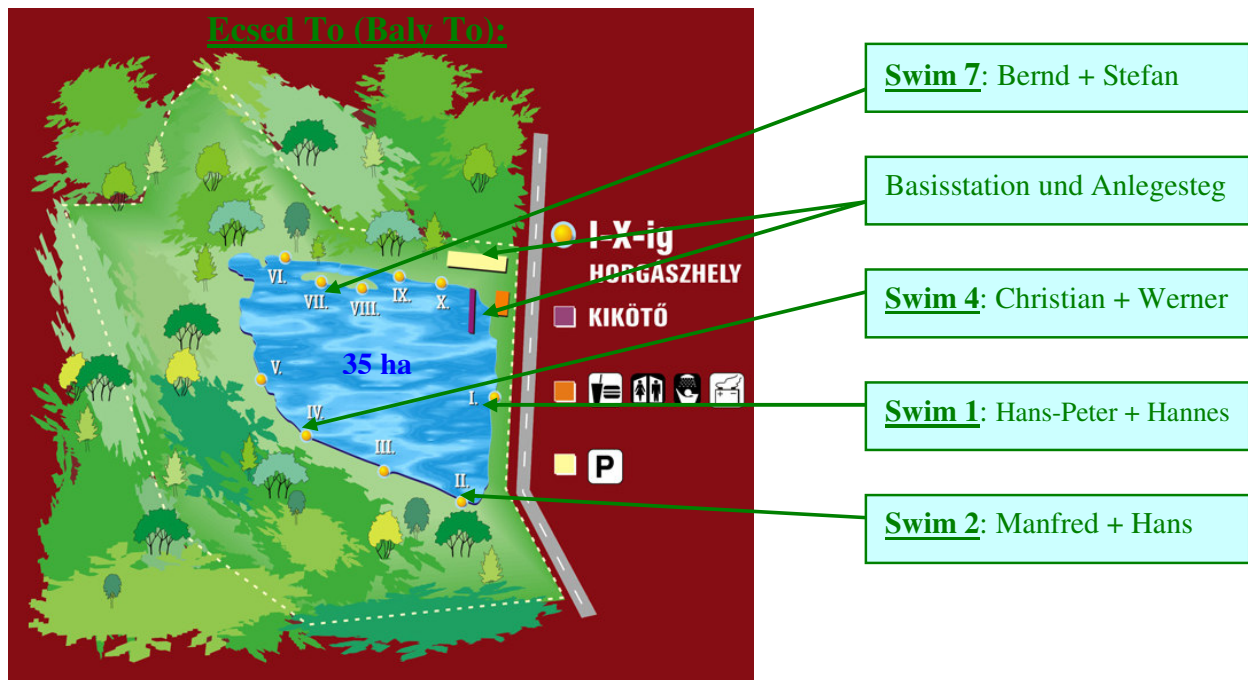 Ecsed To (Baly To):
Swim 7: Bernd + Stefan
Basisstation und Anlegesteg
Swim 4: Christian + Werner
Swim 1: Hans-Peter + Hannes
Swim 2: Manfred + Hans
I-X-ig
HORGÁSZHELY
KIKÖTŐ
P
VI.
VII.
VIII.
IX.
X.
35 ha
V.
I.
IV.
III.
II.